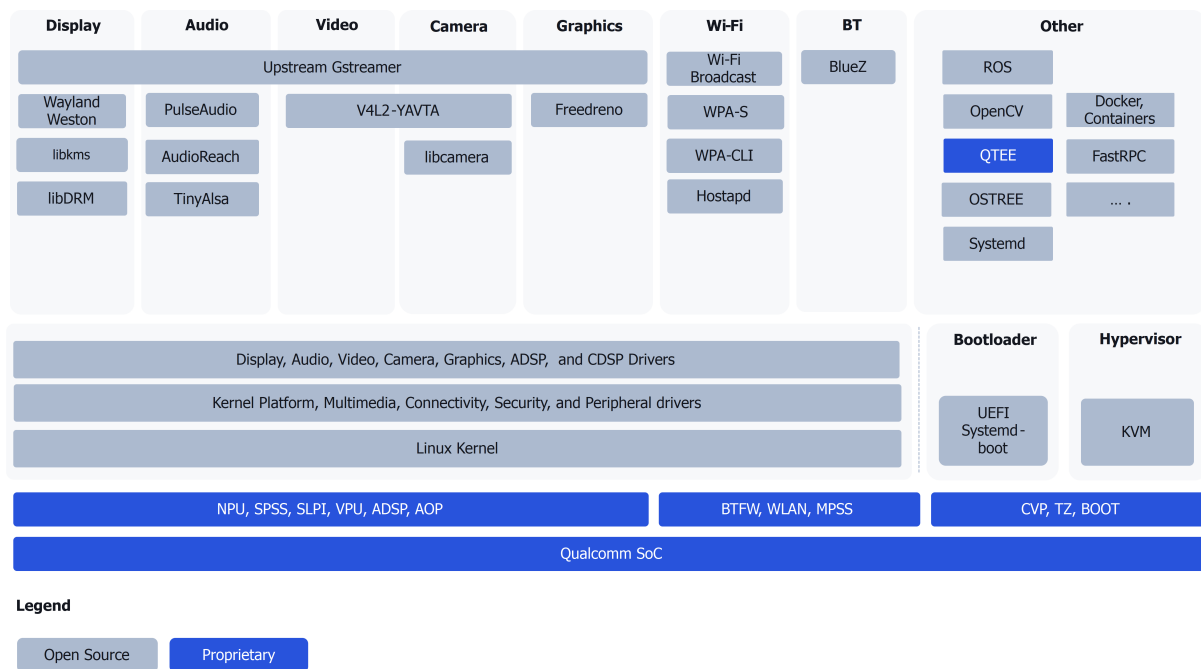 Display
Audio
Video
Camera
Graphics
Wi-Fi
BT
Other
Upstream Gstreamer
Wayland
Weston
libkms
libDRM
PulseAudio
AudioReach
TinyAlsa
V4L2-YAVTA
libcamera
Freedreno
Wi-Fi
Broadcast
WPA-S
WPA-CLI
Hostapd
BlueZ
ROS
OpenCV
QTEE
OSTREE
Systemd
Docker,
Containers
FastRPC
... .
Display, Audio, Video, Camera, Graphics, ADSP, and CDSP Drivers
Kernel Platform, Multimedia, Connectivity, Security, and Peripheral drivers
Linux Kernel
Bootloader
UEFI
Systemd-
boot
Hypervisor
KVM
NPU, SPSS, SLPI, VPU, ADSP, AOP
BTFW, WLAN, MPSS
CVP, TZ, BOOT
Qualcomm SoC
Legend
Open Source
Proprietary